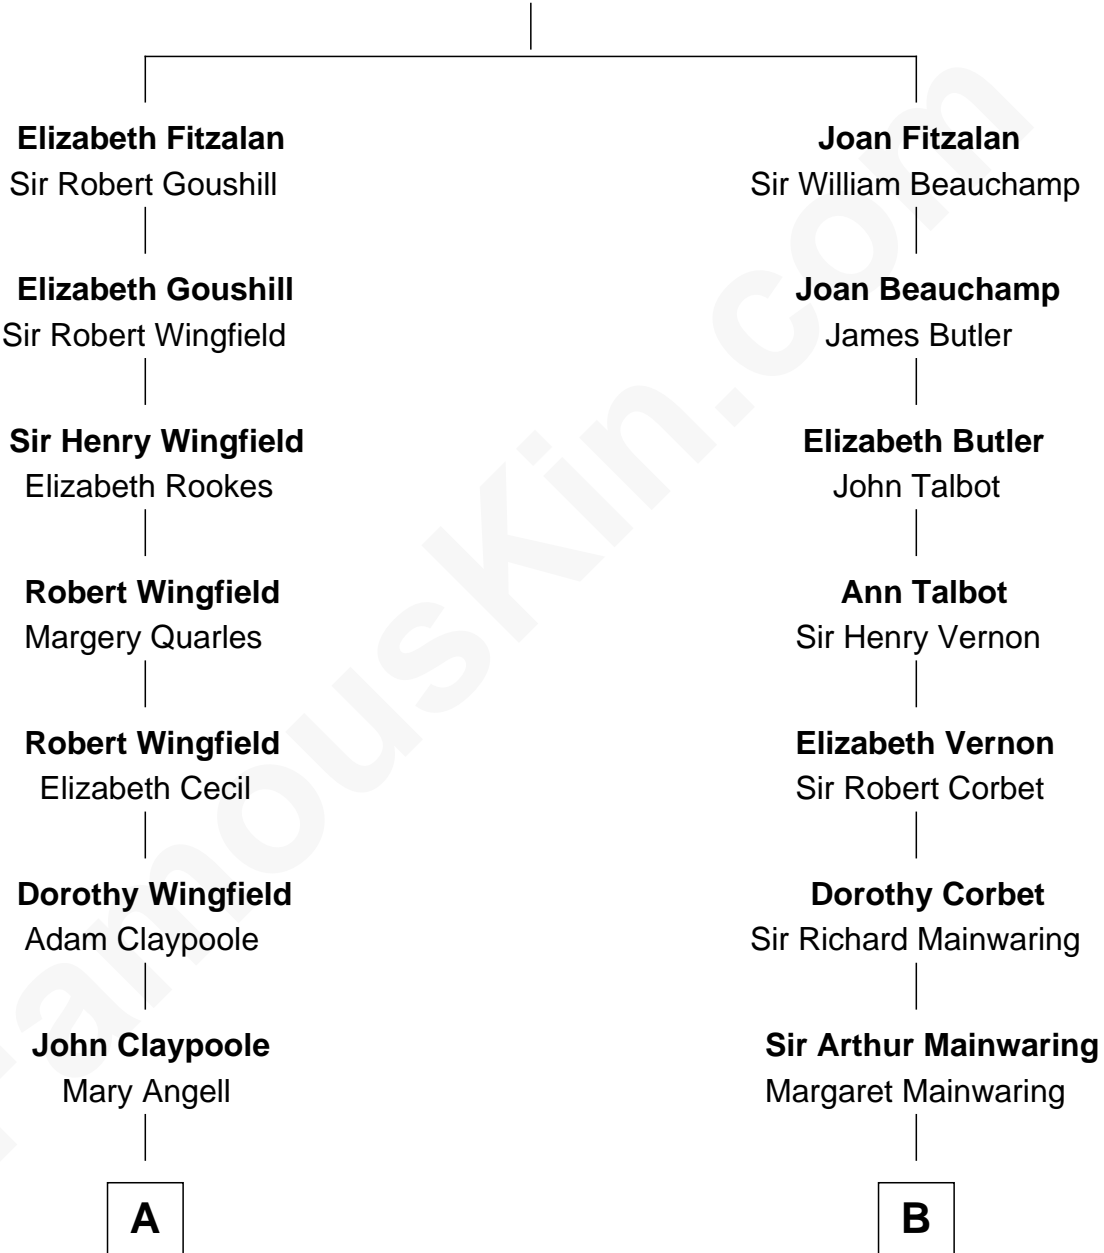 Elizabeth Fitzalan
Sir Robert Goushill
Elizabeth Goushill
Sir Robert Wingfield
Sir Henry Wingfield
Elizabeth Rookes
Robert Wingfield
Margery Quarles
Robert Wingfield
Elizabeth Cecil
Dorothy Wingfield
Adam Claypoole
John Claypoole
Mary Angell
A
Joan Fitzalan
Sir William Beauchamp
Joan Beauchamp
James Butler
Elizabeth Butler
John Talbot
Ann Talbot
Sir Henry Vernon
Elizabeth Vernon
Sir Robert Corbet
Dorothy Corbet
Sir Richard Mainwaring
Sir Arthur Mainwaring
Margaret Mainwaring
B
FamousKin.com